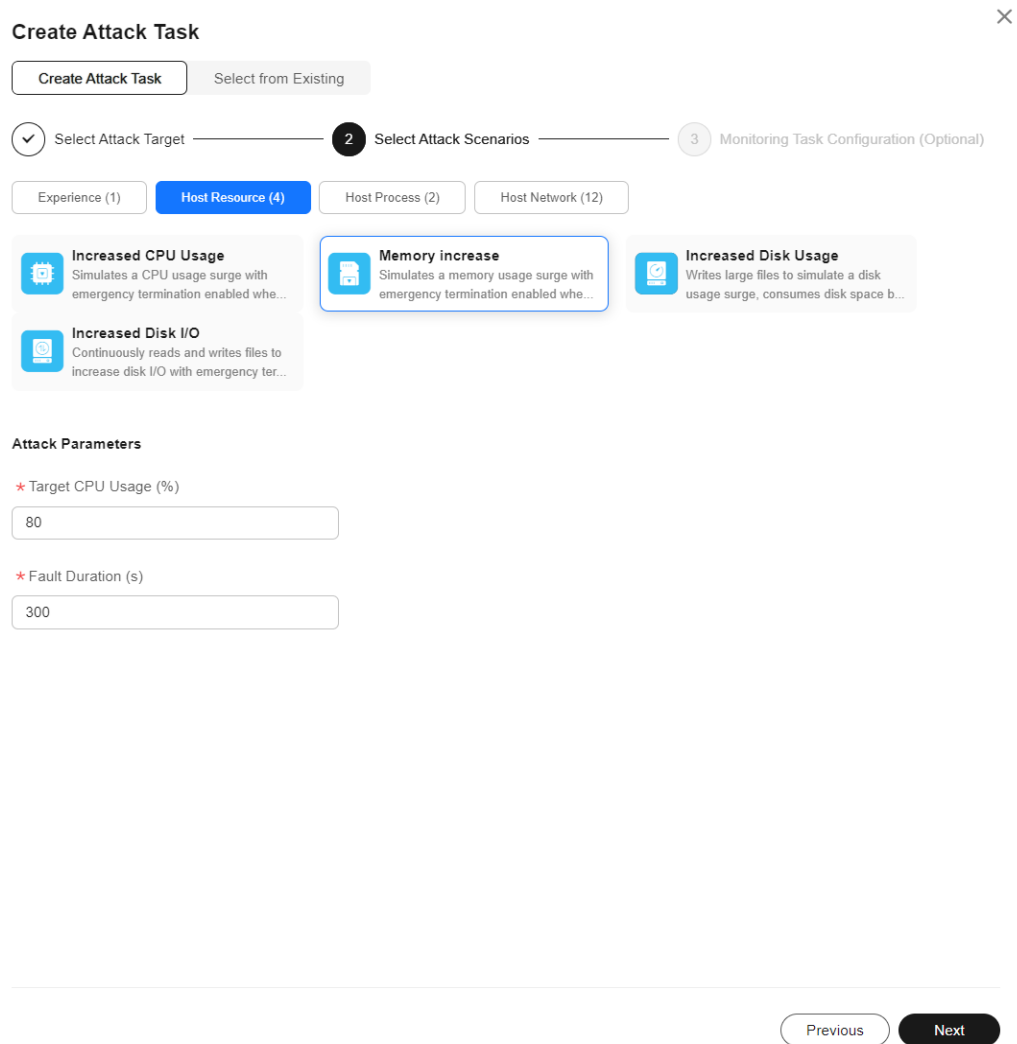 Create Attack Task
Create Attack Task
Select from Existing
Select Attack Target
2
Select Attack Scenarios
3
Monitoring Task Configuration (Optional)
Experience (1)
Host Resource (4)
Host Process (2)
Host Network (12)
Increased CPU Usage
Simulates a CPU usage surge with
emergency termination enabled whe...
Memory increase
Simulates a memory usage surge with
emergency termination enabled whe...
Increased Disk Usage
Writes large files to simulate a disk
usage surge, consumes disk space b...
Increased Disk I/O
Continuously reads and writes files to
increase disk I/O with emergency ter...
Attack Parameters
* Target CPU Usage (%)
80
* Fault Duration (s)
300
Previous
Next